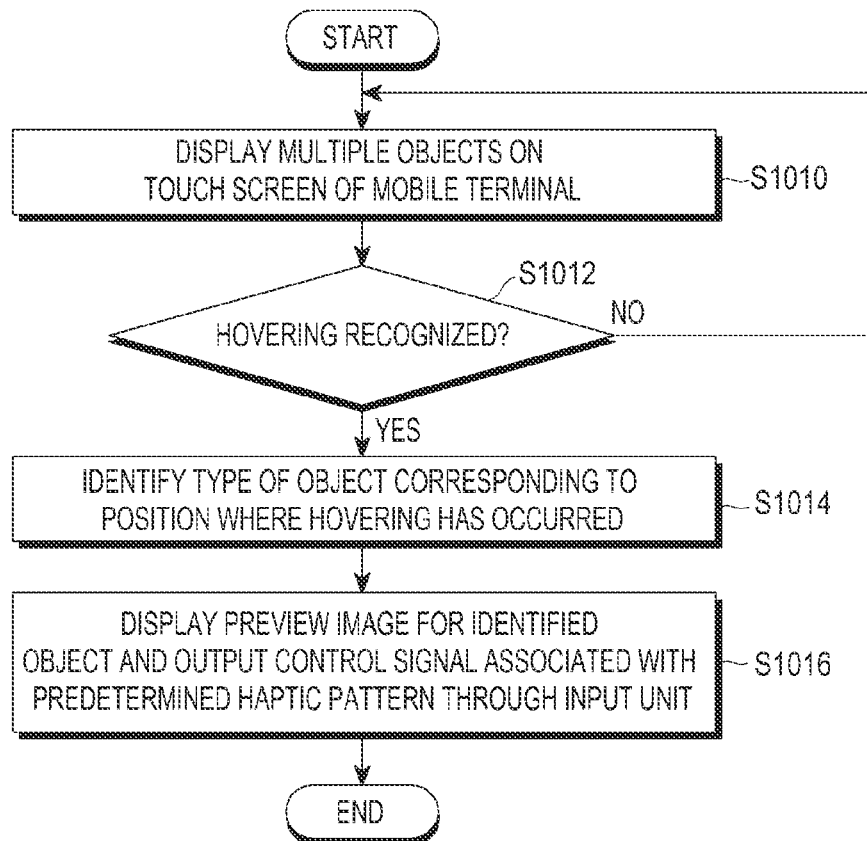 START
DISPLAY MULTIPLE OBJECTS ON
TOUCH SCREEN OF MOBILE TERMINAL
S1010
S1012
HOVERING RECOGNIZED?
NO
YES
IDENTIFY TYPE OF OBJECT CORRESPONDING TO
POSITION WHERE HOVERING HAS OCCURRED
S1014
DISPLAY PREVIEW IMAGE FOR IDENTIFIED
OBJECT AND OUTPUT CONTROL SIGNAL ASSOCIATED WITH
PREDETERMINED HAPTIC PATTERN THROUGH INPUT UNIT
S1016
END